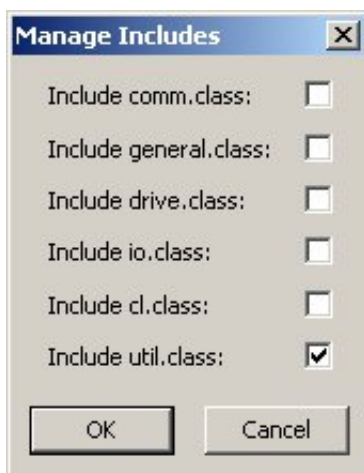 Manage Includes
Include comm.class:
Include general.class:
Include drive.class:
Include io.class:
Include cl.class:
Include util.class:
OK Cancel